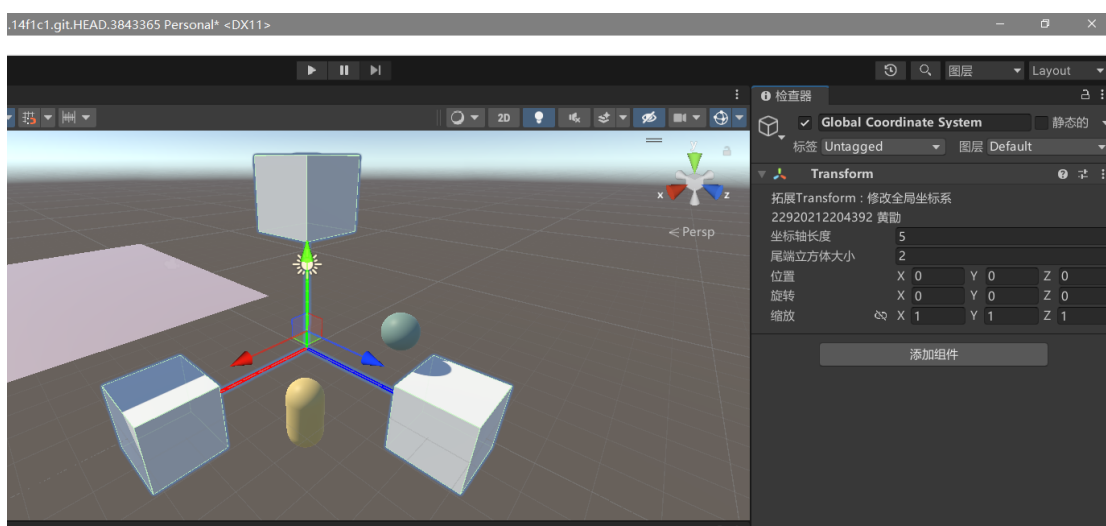 .14f1c1.git.HEAD.3843365 Personal* <DX11>
图层 Layout
检查器
2D
Global Coordinate System 静态的
标签 Untagged 图层 Default
Transform
拓展Transform：修改全局坐标系
22920212204392 黄勖
坐标轴长度 5
尾端立方体大小 2
位置 X 0 Y 0 Z 0
旋转 X 0 Y 0 Z 0
缩放 X 1 Y 1 Z 1
添加组件
y
x z
Persp